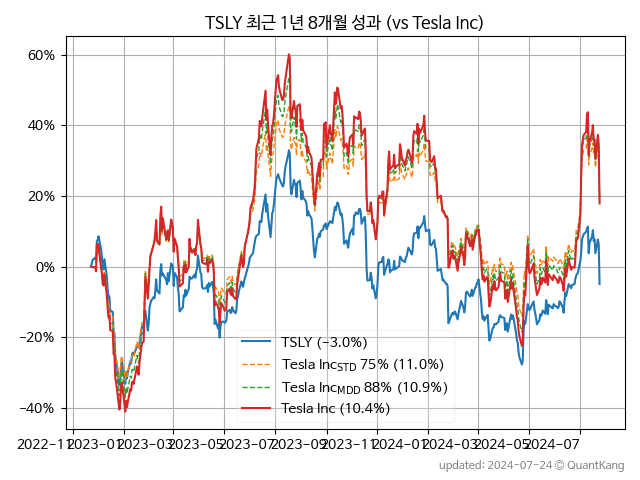 TSLY 최근 1년 8개월 성과 (vs Tesla Inc)
60%
40%
20%
0%
−20%
−40%
TSLY (−3.0%)
Tesla Inc_STD 75% (11.0%)
Tesla Inc_MDD 88% (10.9%)
Tesla Inc (10.4%)
2022−11 2023−01 2023−03 2023−05 2023−07 2023−09 2023−11 2024−01 2024−03 2024−05 2024−07
updated: 2024-07-24 © QuantKang